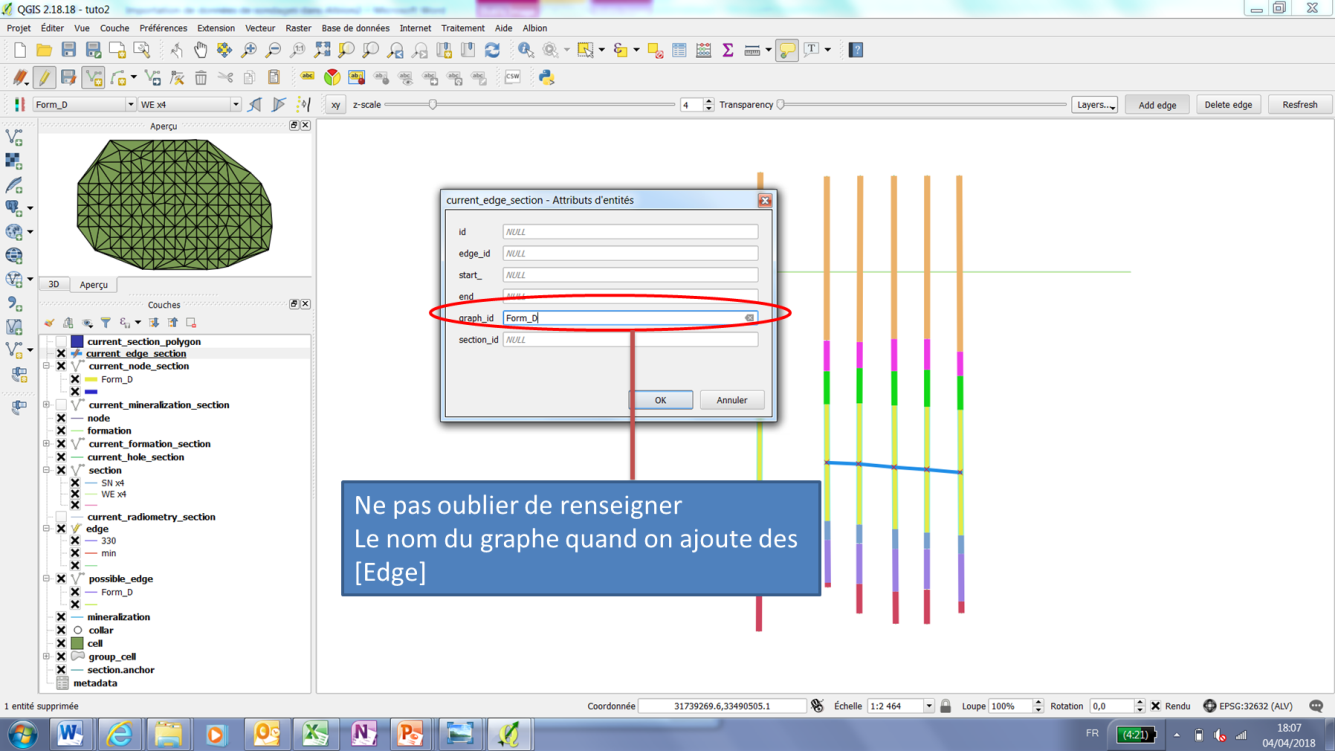 QGIS 2.18.18 - tuto2
Projet Éditer Vue Couche Préférences Extension Vecteur Raster Base de données Internet Traitement Aide Albion
Form_D WE x4 xy z-scale 4 Transparency Layers... Add edge Delete edge Resfresh
Aperçu
3D Aperçu
Couches
current_section_polygon
current_edge_section
current_node_section
Form_D
current_mineralization_section
node
formation
current_formation_section
current_hole_section
section
SN x4
WE x4
current_radiometry_section
edge
330
min
possible_edge
Form_D
mineralization
collar
cell
group_cell
section.anchor
metadata
current_edge_section - Attributs d'entités
id NULL
edge_id NULL
start_ NULL
end NULL
graph_id Form_D
section_id NULL
OK Annuler
Ne pas oublier de renseigner
Le nom du graphe quand on ajoute des
[Edge]
1 entité supprimée
Coordonnée 31739269.6,33490505.1 Échelle 1:2 464 Loupe 100% Rotation 0,0 Rendu EPSG:32632 (ALV)
FR (4:21) 18:07
04/04/2018